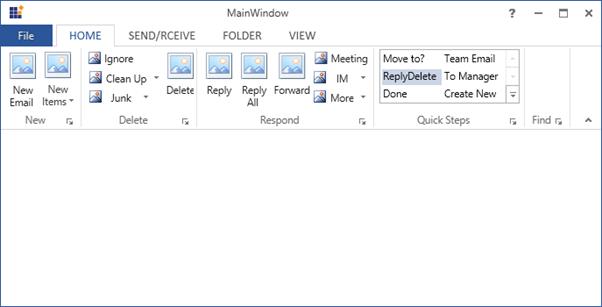 MainWindow
?
File HOME SEND/RCEIVE FOLDER VIEW
New Email
New Items
Ignore
Clean Up
Junk
Delete
Reply
Reply All
Forward
Meeting
IM
More
Move to? Team Email
ReplyDelete To Manager
Done Create New
New Delete Respond Quick Steps Find